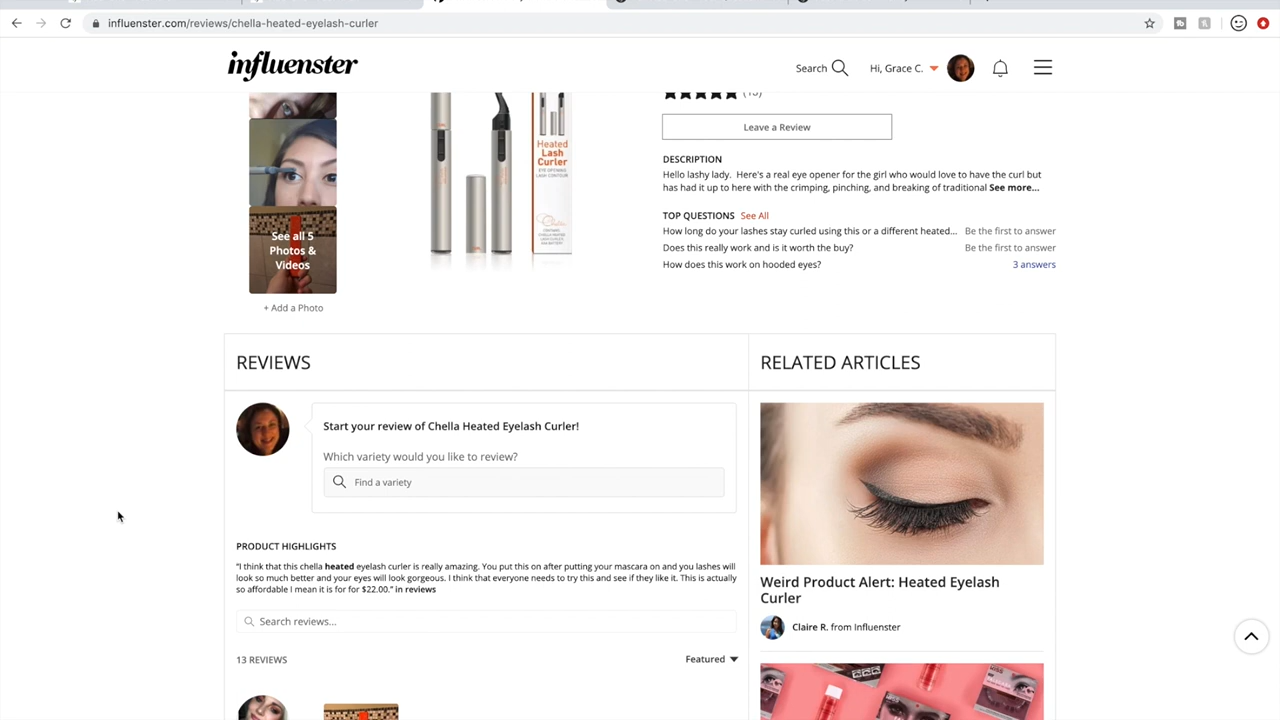 influenster.com/reviews/chella-heated-eyelash-curler
influenster
Search
Hi, Grace C.
Leave a Review
DESCRIPTION
Hello lashy lady. Here's a real eye opener for the girl who would love to have the curl but
has had it up to here with the crimping, pinching, and breaking of traditional See more...
TOP QUESTIONS See All
How long do your lashes stay curled using this or a different heated... Be the first to answer
Does this really work and is it worth the buy? Be the first to answer
How does this work on hooded eyes? 3 answers
Heated
Lash
Curler
EYE OPENING
LASH CONTOUR
See all 5
Photos &
Videos
+ Add a Photo
REVIEWS
Start your review of Chella Heated Eyelash Curler!
Which variety would you like to review?
Find a variety
PRODUCT HIGHLIGHTS
"I think that this chella heated eyelash curler is really amazing. You put this on after putting your mascara on and you lashes will
look so much better and your eyes will look gorgeous. I think that everyone needs to try this and see if they like it. This is actually
so affordable I mean it is for for $22.00." in reviews
Search reviews...
13 REVIEWS
Featured
RELATED ARTICLES
Weird Product Alert: Heated Eyelash
Curler
Claire R. from Influenster